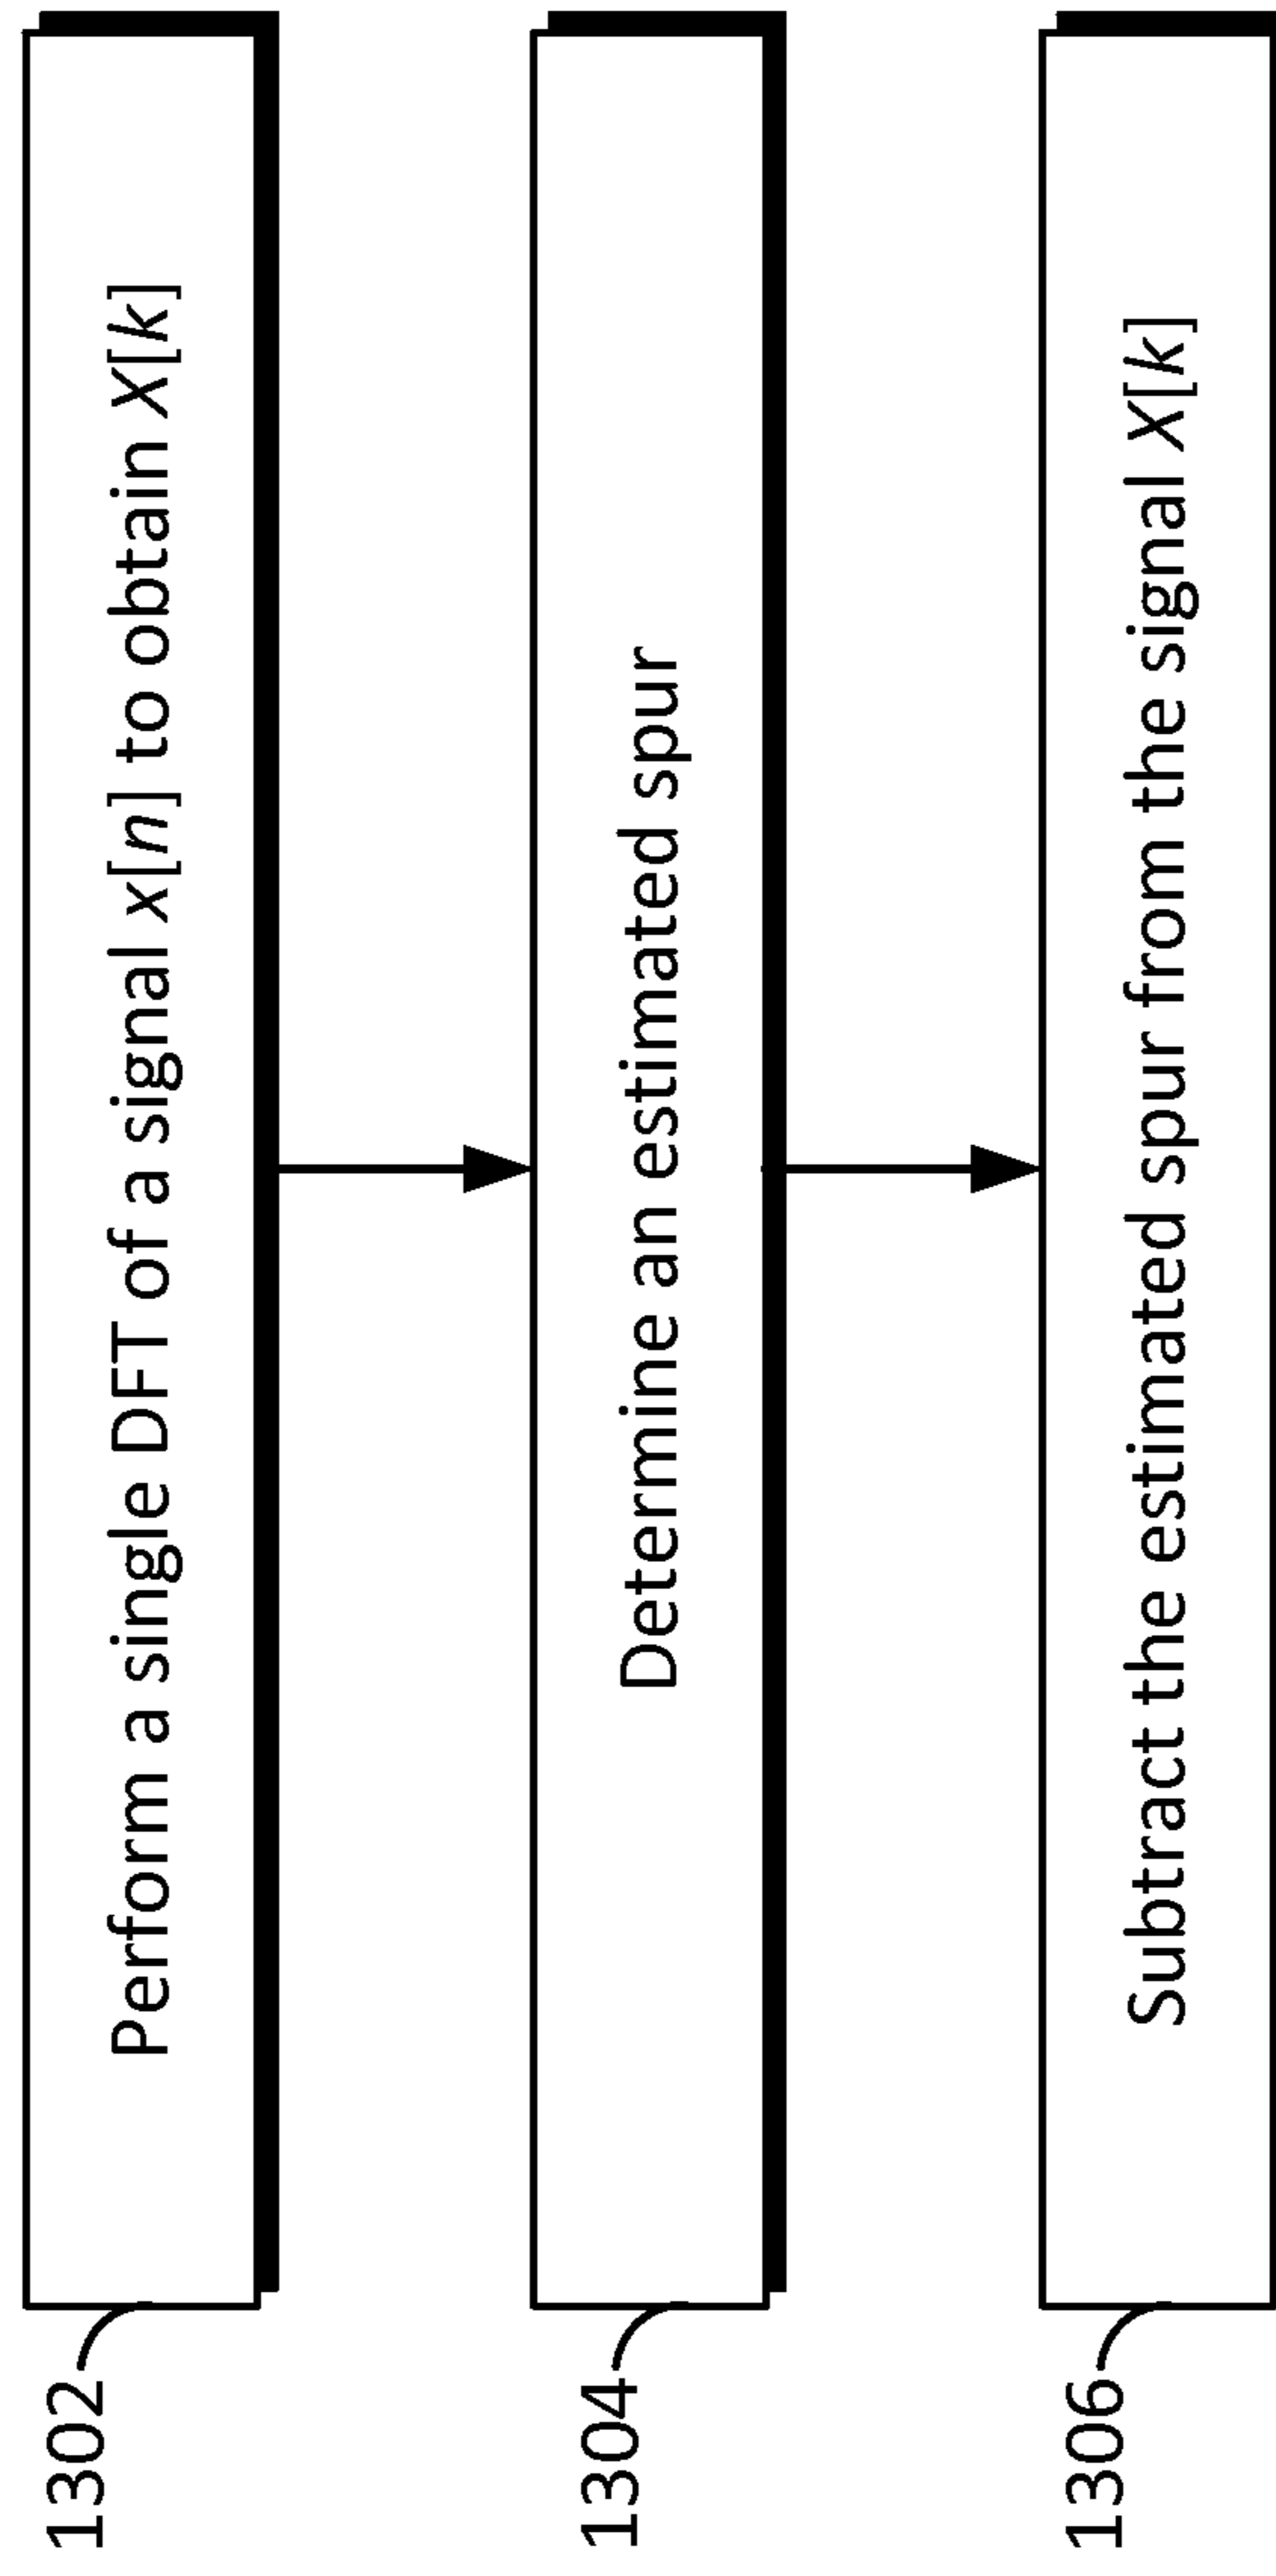 1302
Perform a single DFT of a signal x[n] to obtain X[k]
1304
Determine an estimated spur
1306
Subtract the estimated spur from the signal X[k]